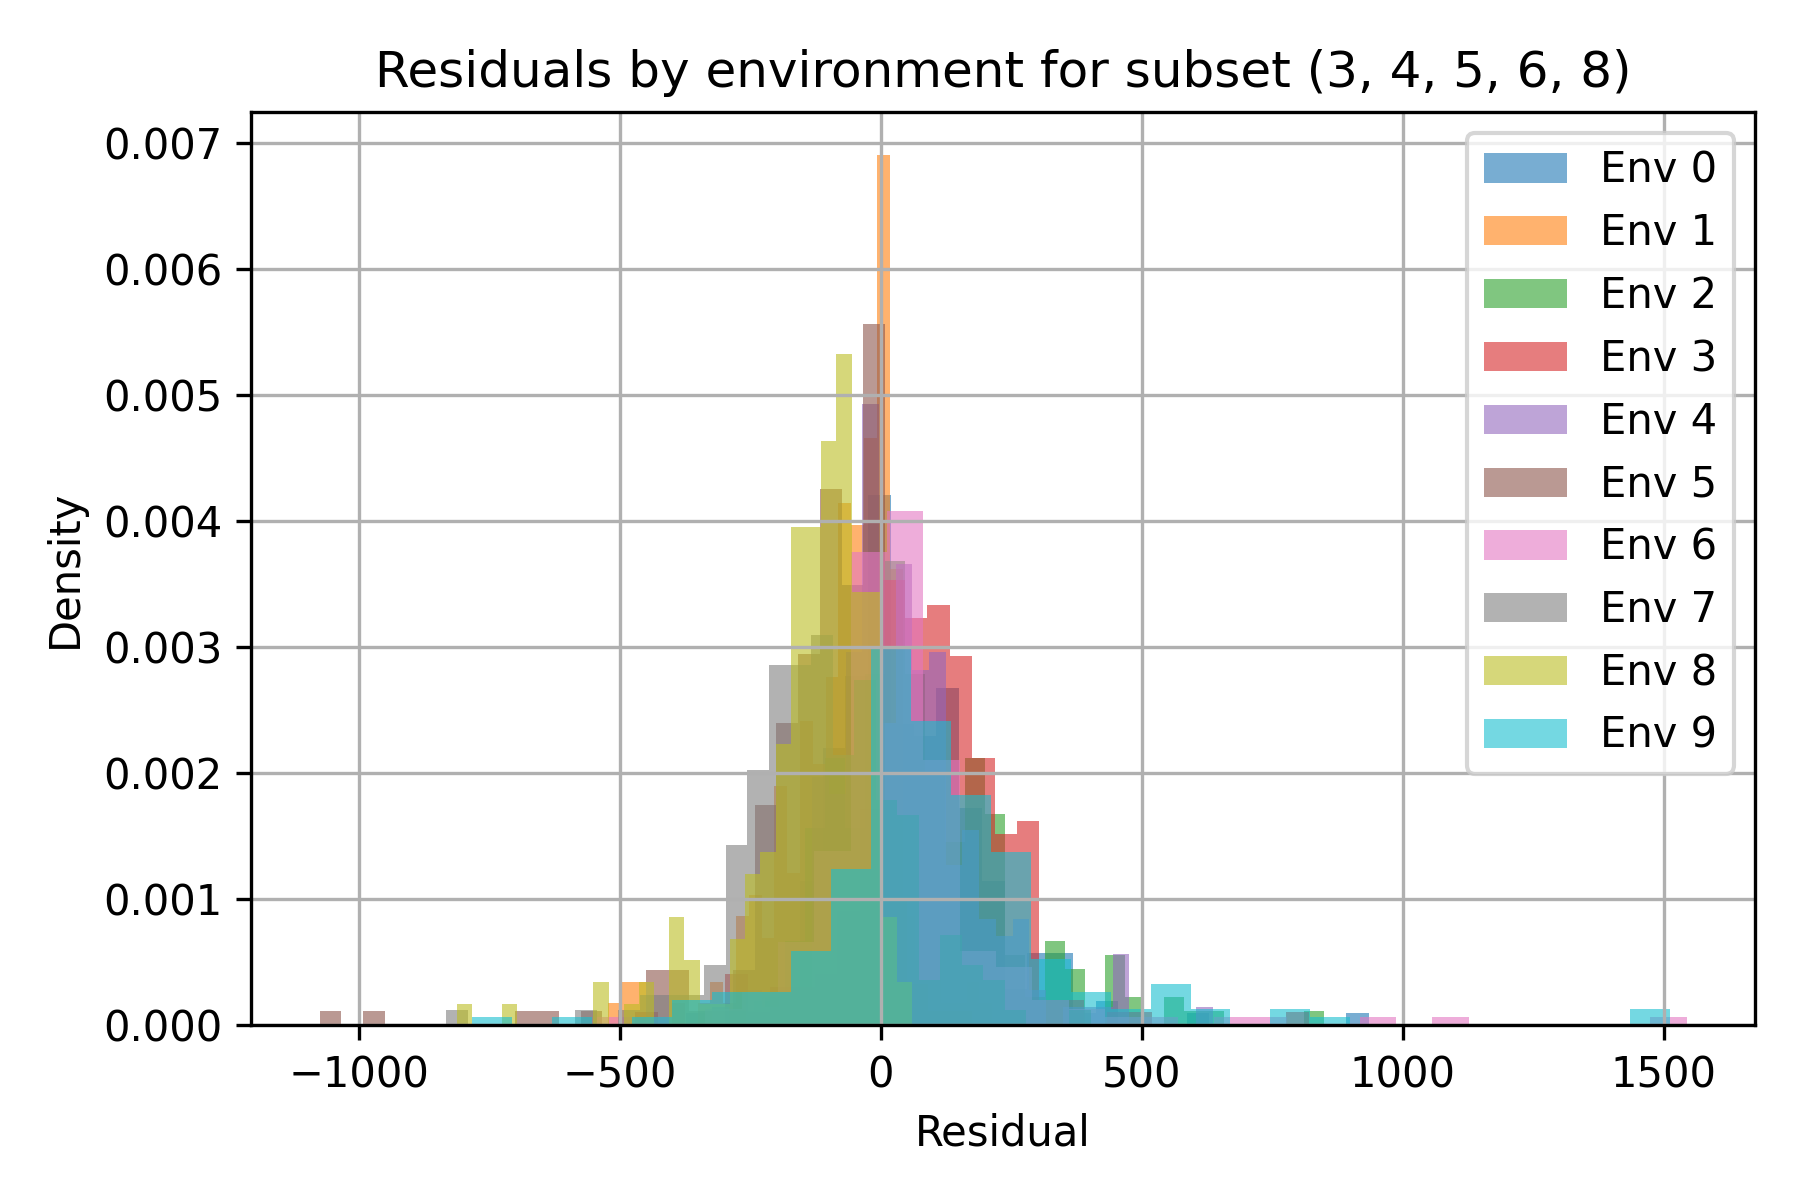 Residuals by environment for subset (3, 4, 5, 6, 8)
0.007
0.006
0.005
0.004
0.003
0.002
0.001
0.000
Density
−1000
−500
0
500
1000
1500
Residual
Env 0
Env 1
Env 2
Env 3
Env 4
Env 5
Env 6
Env 7
Env 8
Env 9